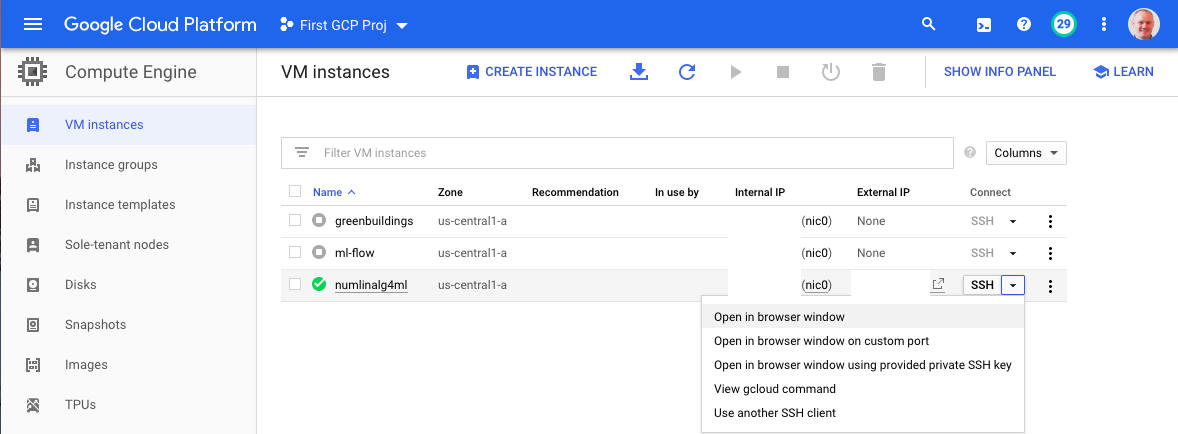 Google Cloud Platform First GCP Proj 29
Compute Engine VM instances CREATE INSTANCE SHOW INFO PANEL LEARN
VM instances
Instance groups
Instance templates
Sole-tenant nodes
Disks
Snapshots
Images
TPUs
Filter VM instances Columns
Name Zone Recommendation In use by Internal IP External IP Connect
greenbuildings us-central1-a (nic0) None SSH
ml-flow us-central1-a (nic0) None SSH
numlinalg4ml us-central1-a (nic0) SSH
Open in browser window
Open in browser window on custom port
Open in browser window using provided private SSH key
View gcloud command
Use another SSH client